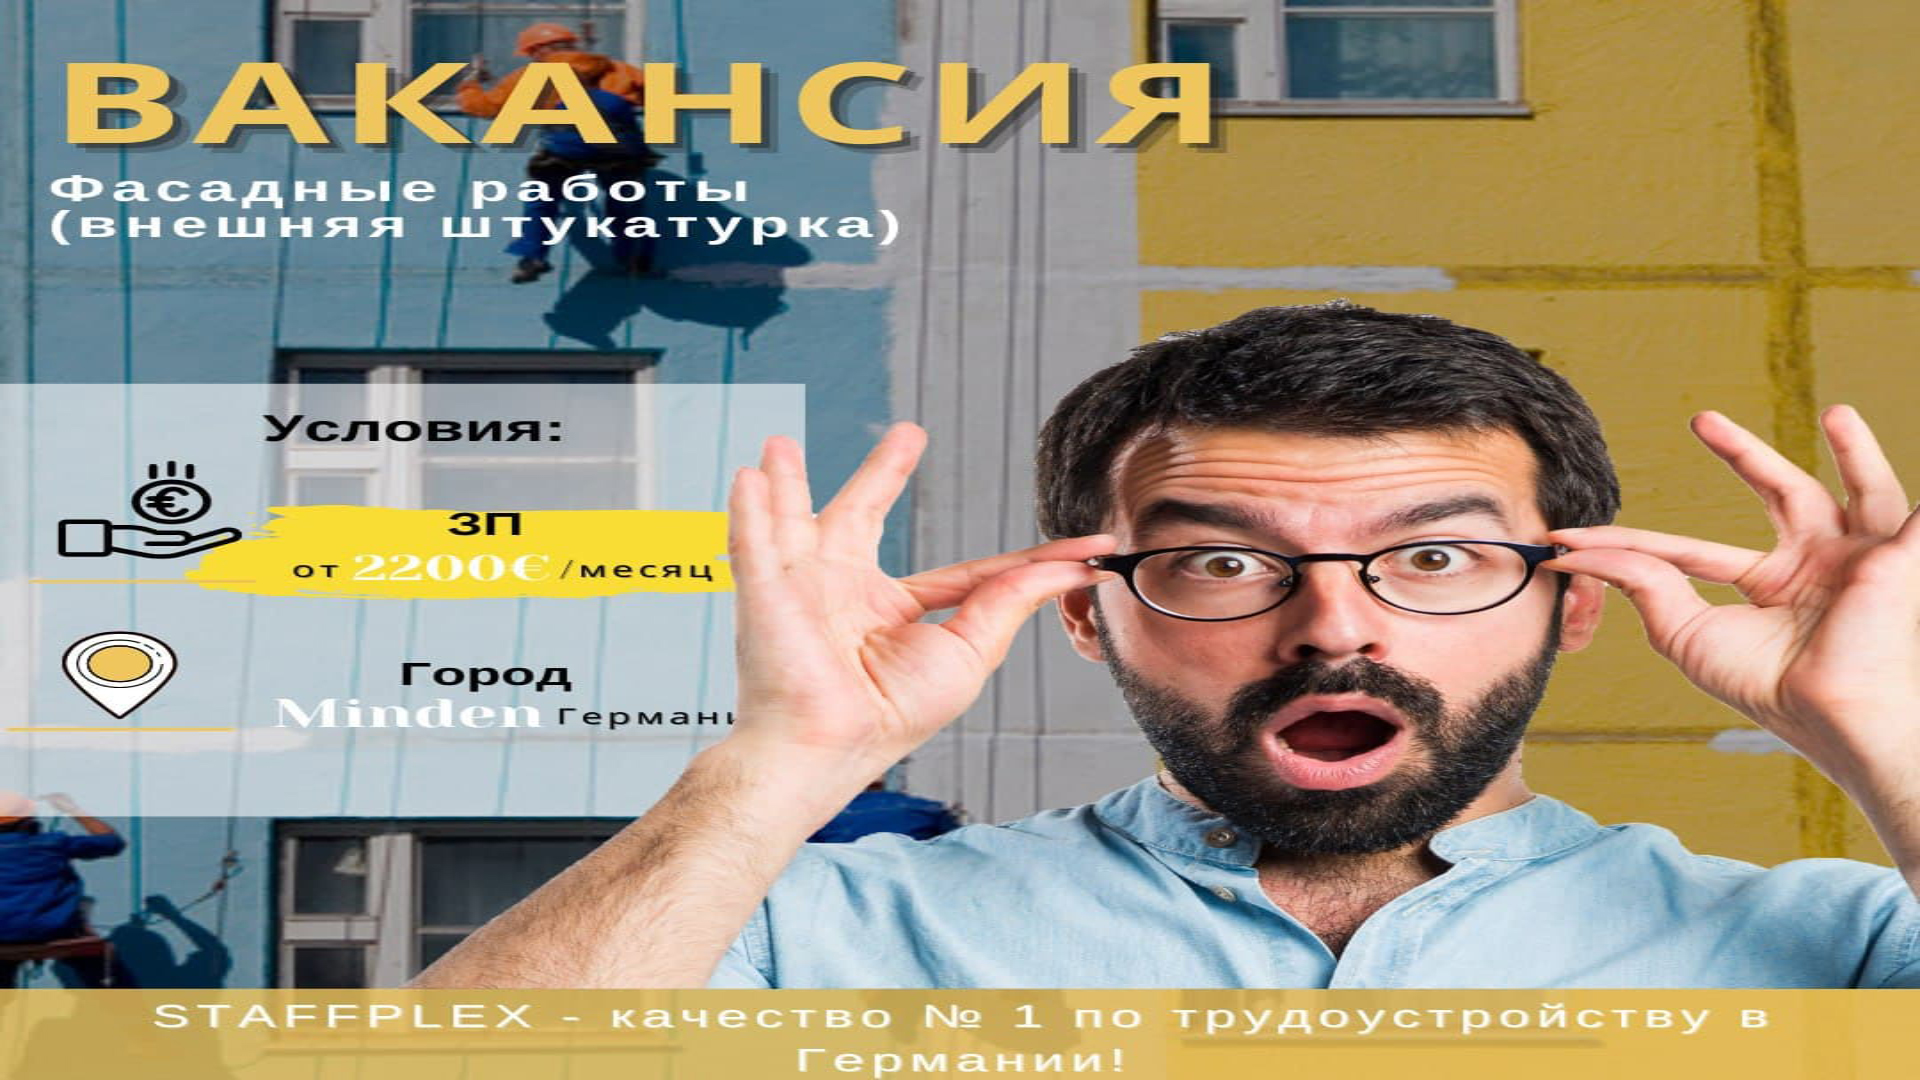 ВАКАНСИЯ
Фасадные работы
(внешняя штукатурка)
Условия:
ЗП
от 2200€/месяц
Город
Minden Германи
STAFFPLEX - качество № 1 по трудоустройству в
Германии!